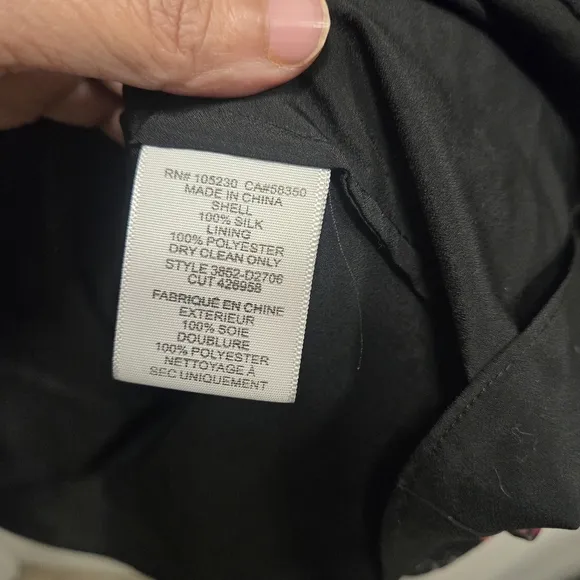 RN# 105230 CA#58350
MADE IN CHINA
SHELL
100% SILK
LINING
100% POLYESTER
DRY CLEAN ONLY
STYLE 3852-D2706
CUT 426958
FABRIQUÉ EN CHINE
EXTERIEUR
100% SOIE
DOUBLURE
100% POLYESTER
NETTOYAGE À
SEC UNIQUEMENT